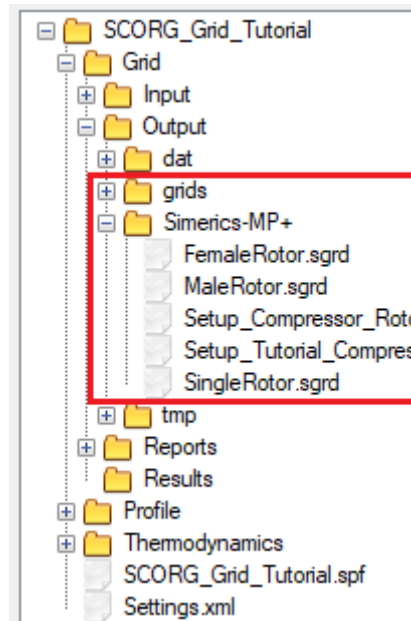 SCORG_Grid_Tutorial
Grid
Input
Output
dat
grids
Simerics-MP+
FemaleRotor.sgrd
MaleRotor.sgrd
Setup_Compressor_Roto
Setup_Tutorial_Compres
SingleRotor.sgrd
tmp
Reports
Results
Profile
Thermodynamics
SCORG_Grid_Tutorial.spf
Settings.xml